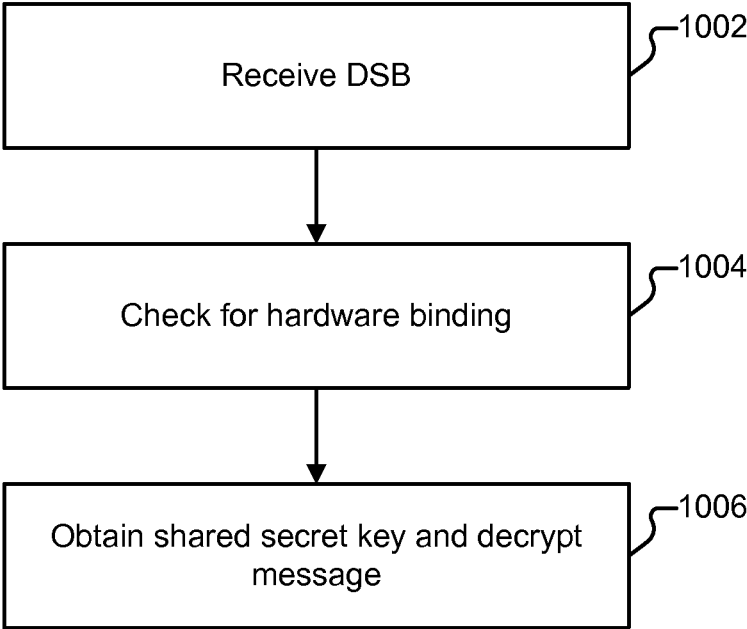 Receive DSB
1002
Check for hardware binding
1004
Obtain shared secret key and decrypt
message
1006